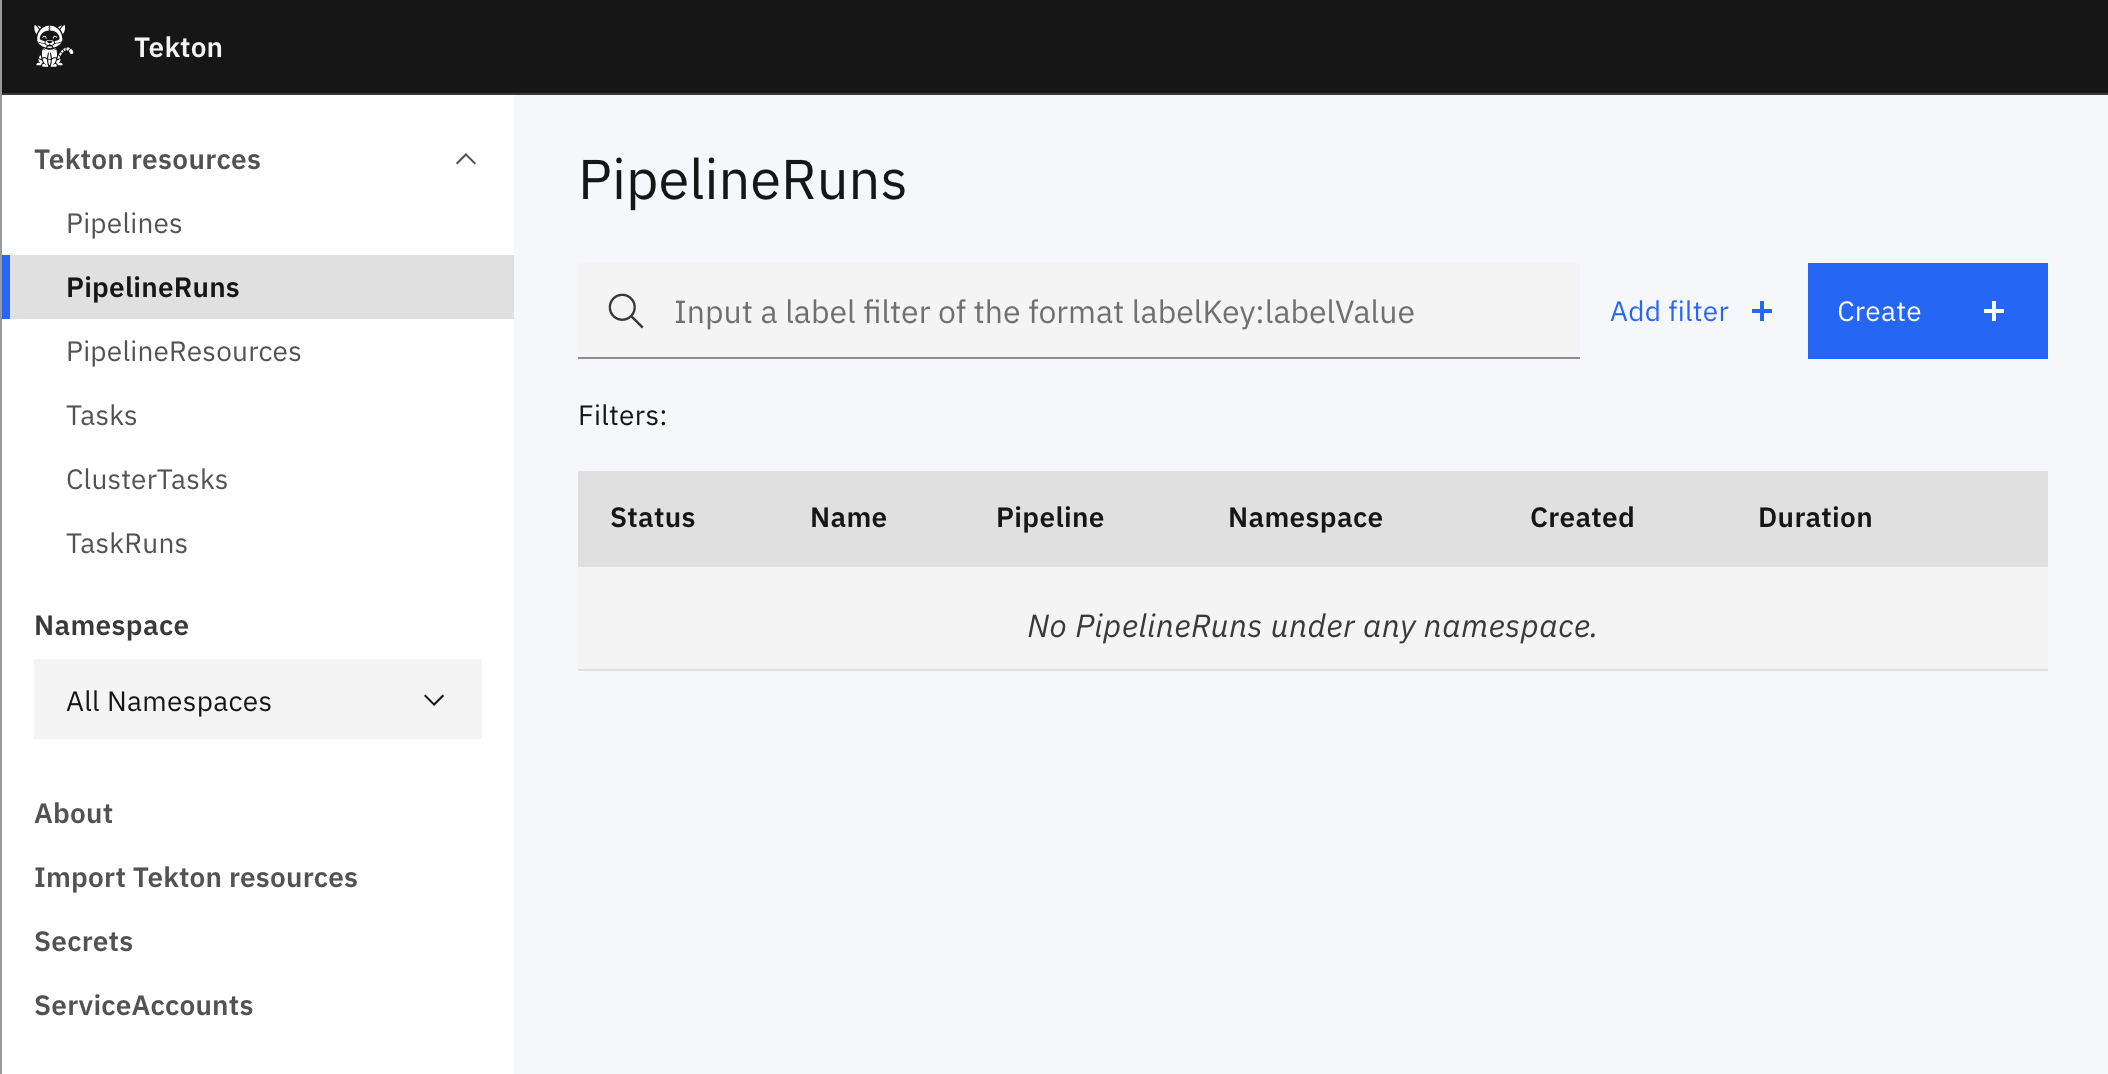 Tekton
Tekton resources
Pipelines
PipelineRuns
PipelineResources
Tasks
ClusterTasks
TaskRuns
Namespace
All Namespaces
About
Import Tekton resources
Secrets
ServiceAccounts
PipelineRuns
Input a label filter of the format labelKey:labelValue
Add filter +
Create +
Filters:
Status Name Pipeline Namespace Created Duration
No PipelineRuns under any namespace.